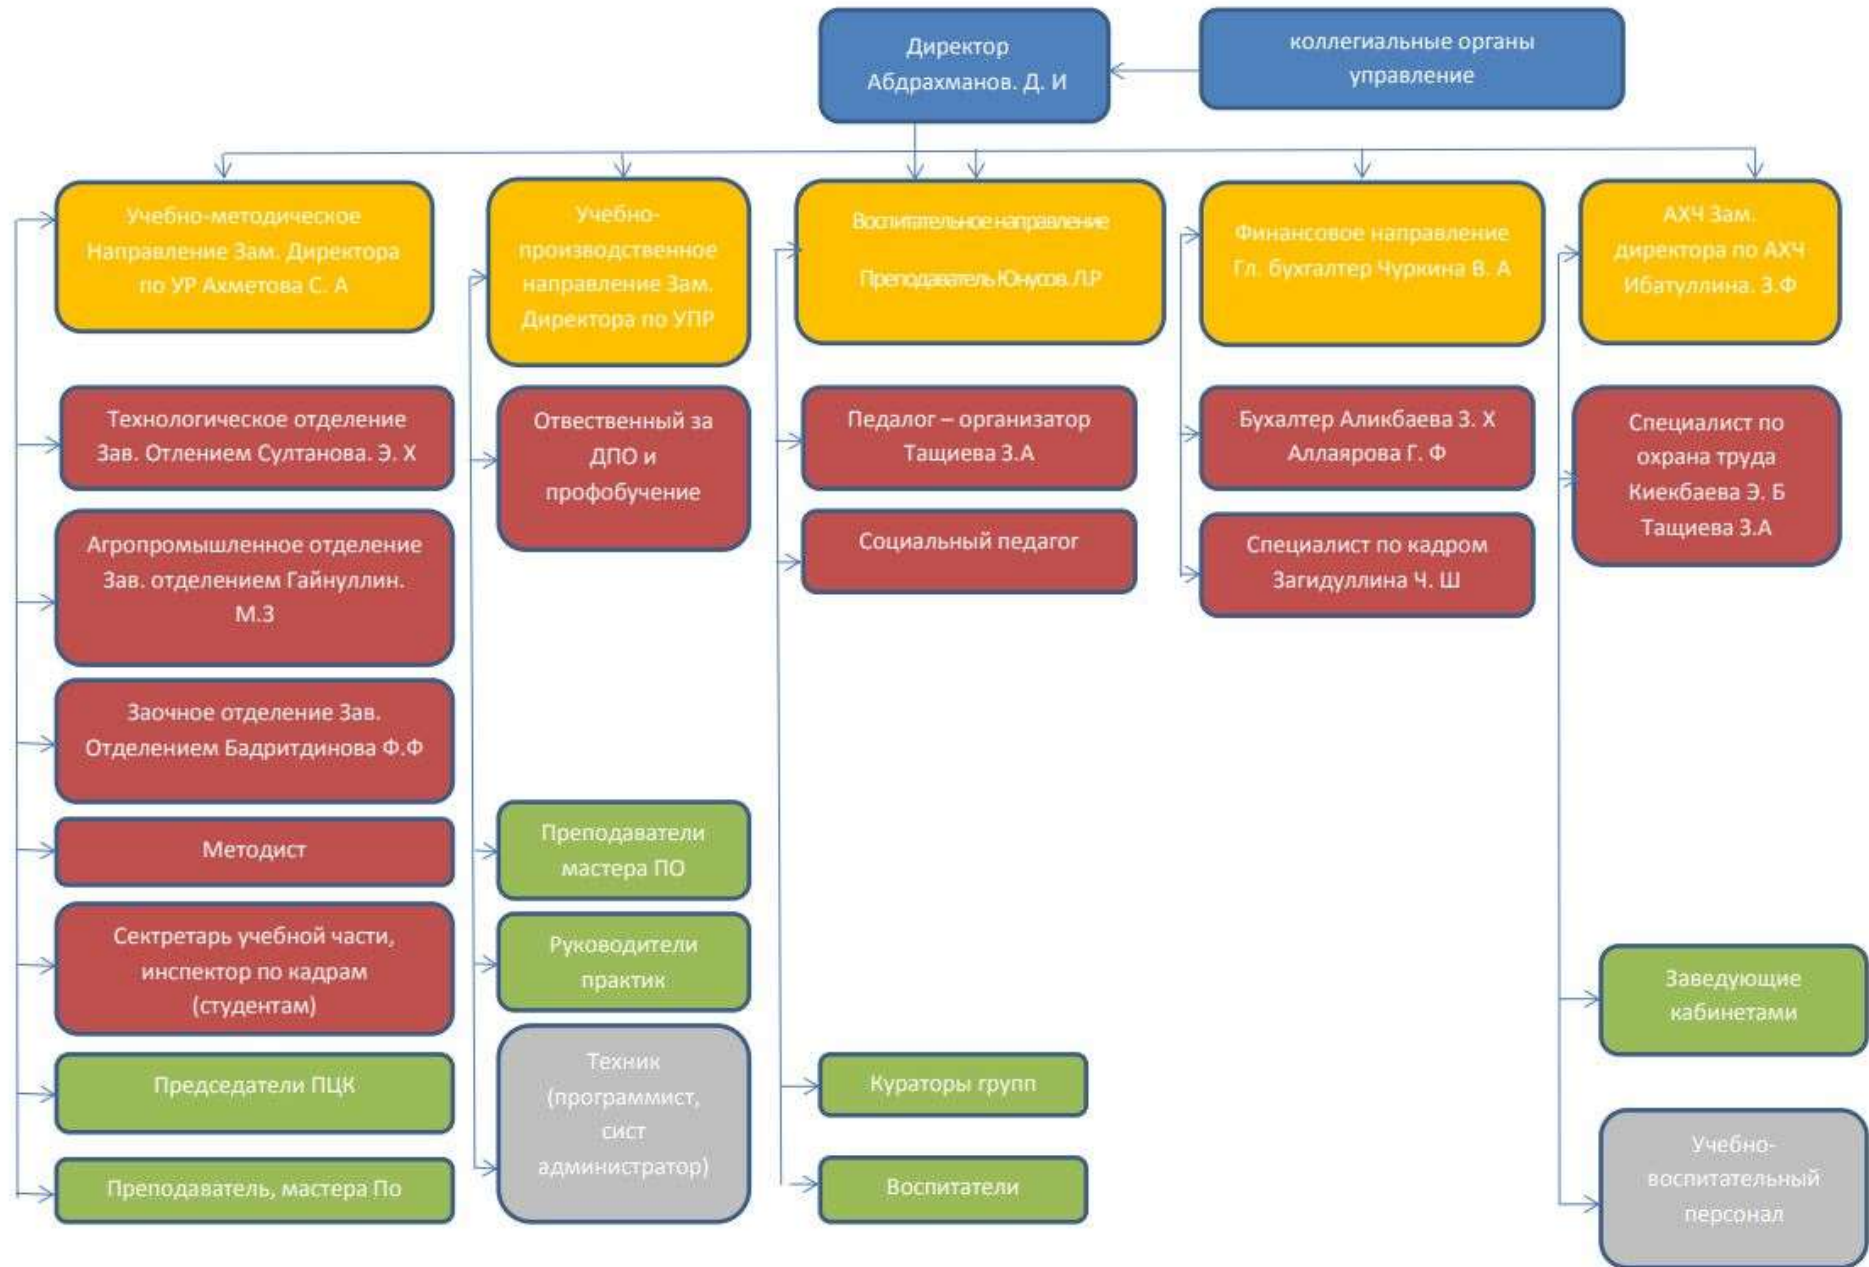 Директор
Абдрахманов. Д. И
коллегиальные органы
управление
Учебно-методическое
Направление Зам. Директора
по УР Ахметова С. А
Учебно-
производственное
направление Зам.
Директора по УПР
Воспитательное направление
Преподаватель Юнусов. Л.Р
Финансовое направление
Гл. бухгалтер Чуркина В. А
АХЧ Зам.
директора по АХЧ
Ибатуллина. З.Ф
Технологическое отделение
Зав. Отлением Султанова. Э. Х
Отвественный за
ДПО и
профобучение
Педалог – организатор
Тащиева З.А
Бухалтер Аликбаева З. Х
Аллаярова Г. Ф
Специалист по
охрана труда
Киекбаева Э. Б
Тащиева З.А
Агропромышленное отделение
Зав. отделением Гайнуллин.
М.З
Социальный педагог
Специалист по кадром
Загидуллина Ч. Ш
Заочное отделение Зав.
Отделением Бадритдинова Ф.Ф
Методист
Преподаватели
мастера ПО
Сектретарь учебной части,
инспектор по кадрам
(студентам)
Руководители
практик
Заведующие
кабинетами
Председатели ПЦК
Техник
(программист,
сист
администратор)
Кураторы групп
Преподаватель, мастера По
Воспитатели
Учебно-
воспитательный
персонал